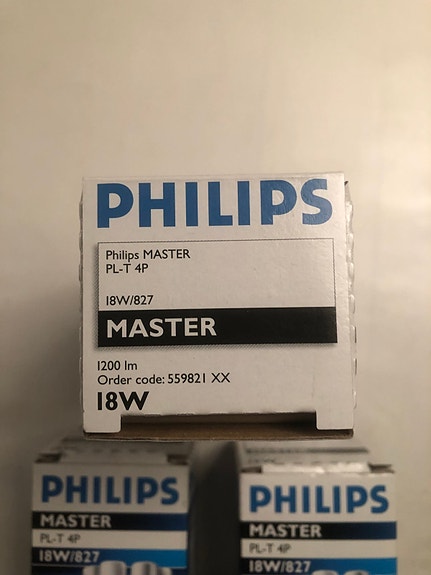 PHILIPS
Philips MASTER
PL-T 4P
18W/827
MASTER
1200 lm
Order code: 559821 XX
18W
PHILIPS
MASTER
PL-T 4P
18W/827
PHILIPS
MASTER
PL-T 4P
18W/827